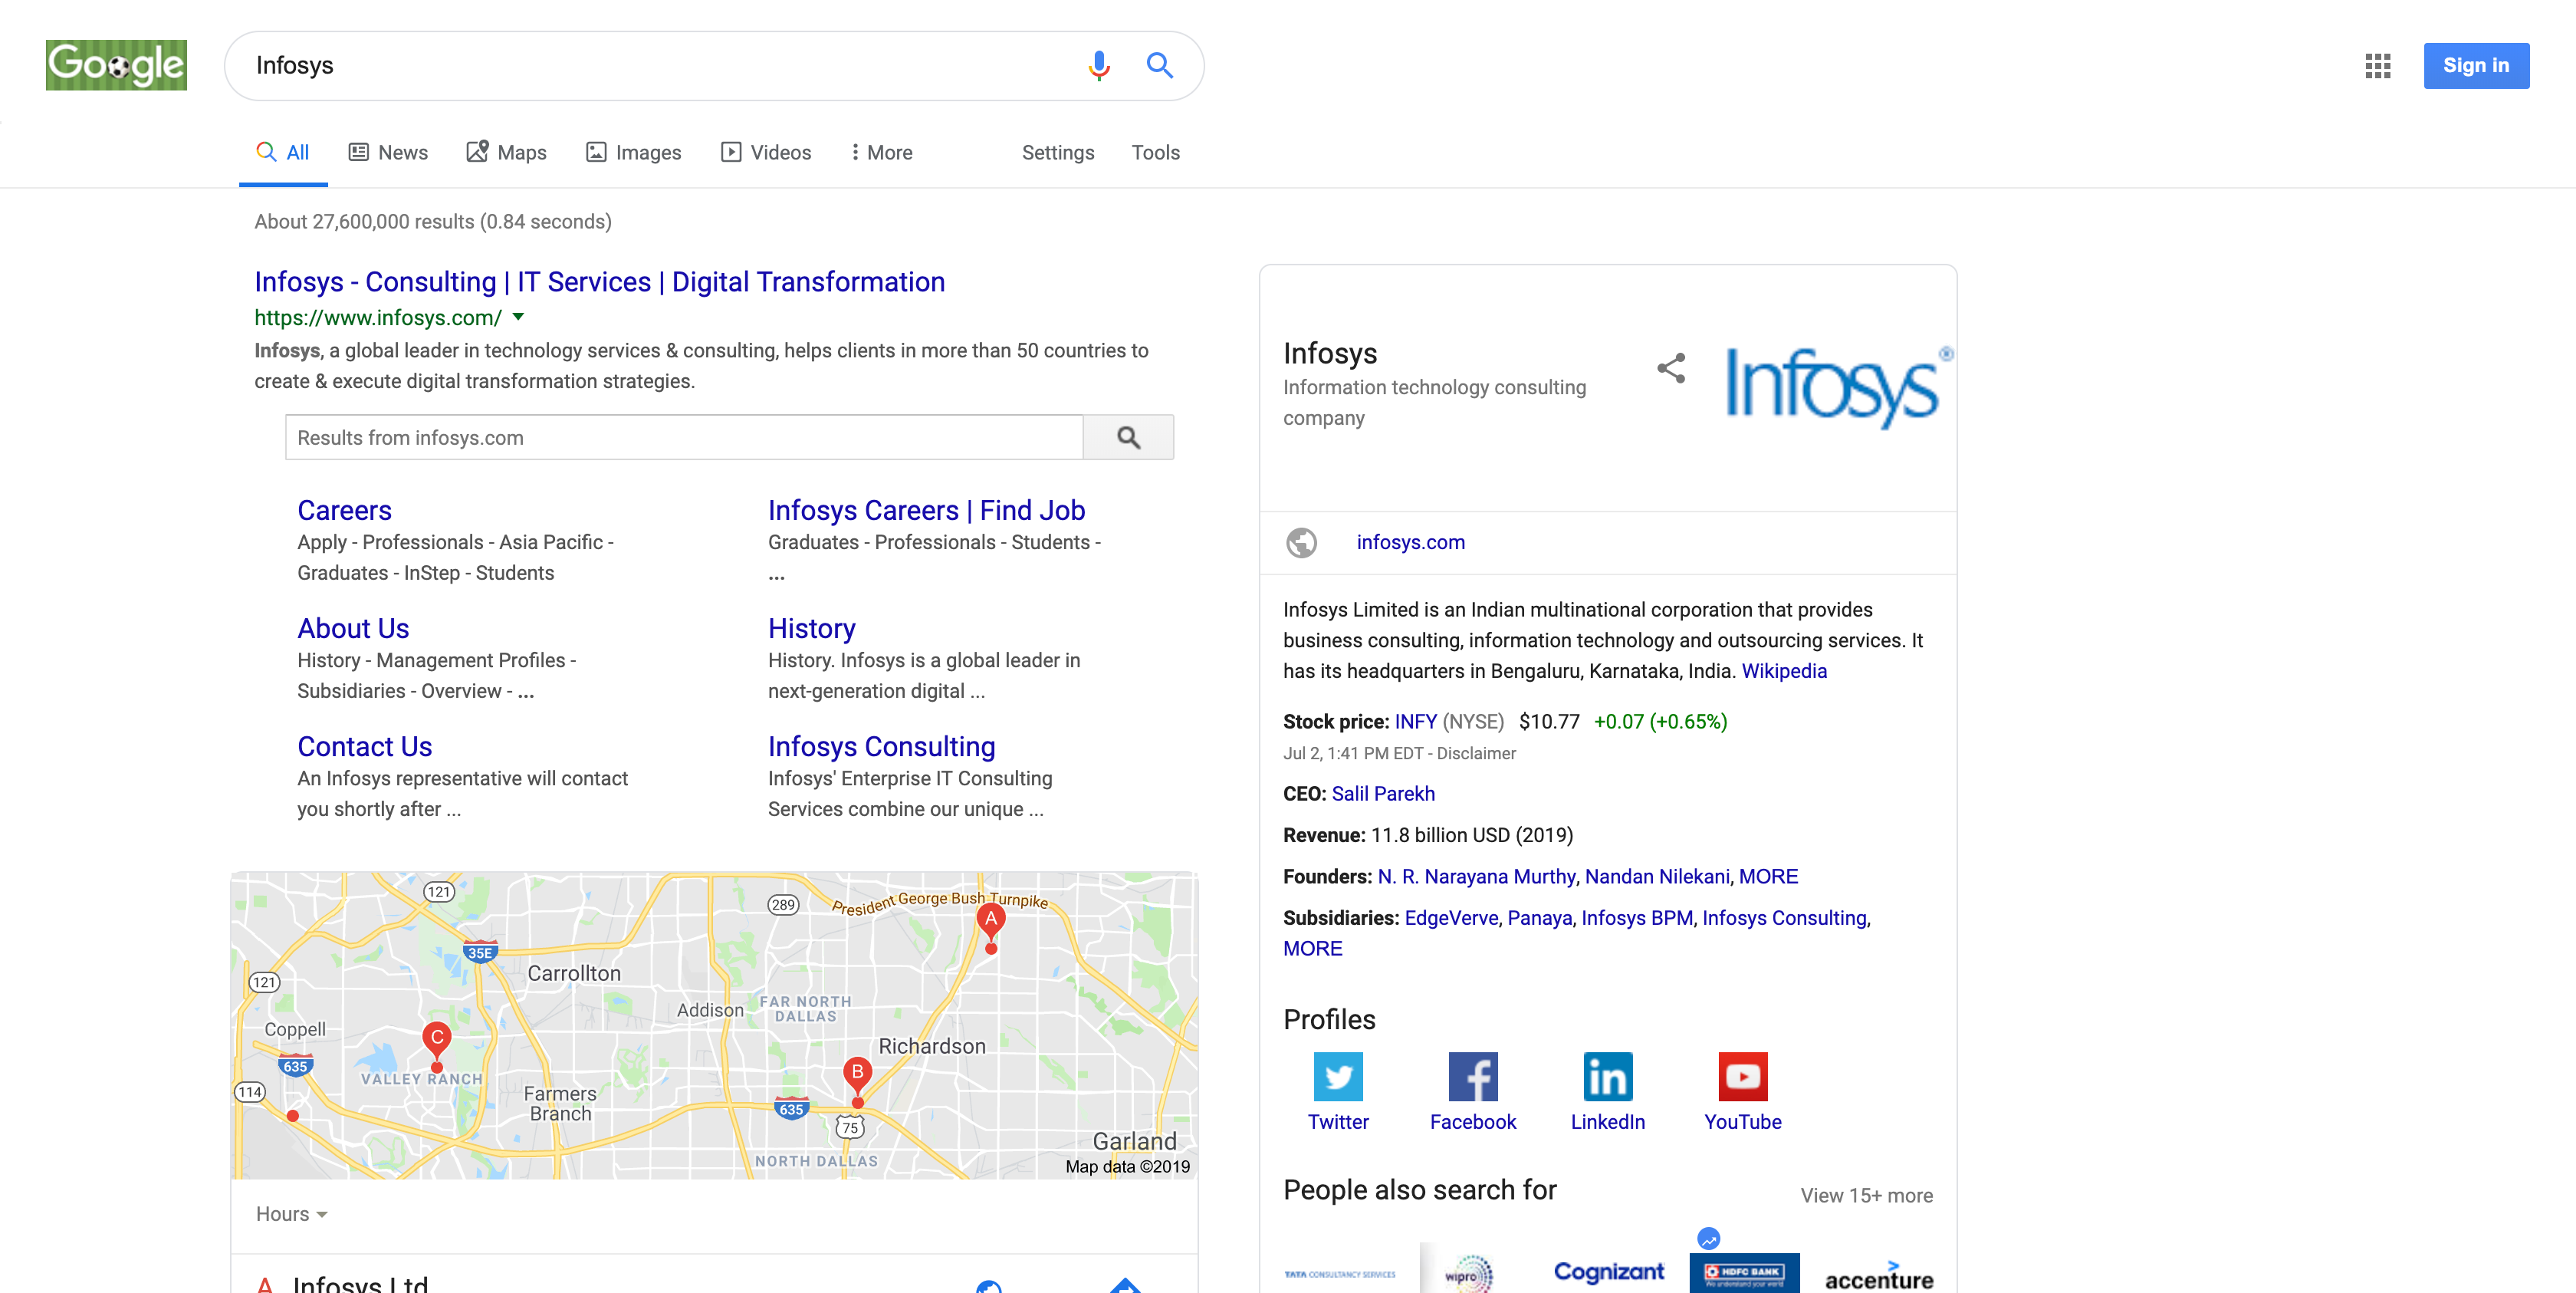 Google
Infosys
Sign in
All
News
Maps
Images
Videos
More
Settings
Tools
About 27,600,000 results (0.84 seconds)
Infosys - Consulting | IT Services | Digital Transformation
https://www.infosys.com/
Infosys, a global leader in technology services & consulting, helps clients in more than 50 countries to
create & execute digital transformation strategies.
Results from infosys.com
Careers
Apply - Professionals - Asia Pacific -
Graduates - InStep - Students
Infosys Careers | Find Job
Graduates - Professionals - Students -
...
About Us
History - Management Profiles -
Subsidiaries - Overview - ...
History
History. Infosys is a global leader in
next-generation digital ...
Contact Us
An Infosys representative will contact
you shortly after ...
Infosys Consulting
Infosys' Enterprise IT Consulting
Services combine our unique ...
121
289
President George Bush Turnpike
A
35E
Carrollton
121
Addison
FAR NORTH
DALLAS
Coppell
C
Richardson
635
VALLEY RANCH
B
114
Farmers
Branch
635
75
Garland
NORTH DALLAS
Map data ©2019
Hours
A Infosys Ltd
Infosys
Information technology consulting
company
Infosys®
infosys.com
Infosys Limited is an Indian multinational corporation that provides
business consulting, information technology and outsourcing services. It
has its headquarters in Bengaluru, Karnataka, India. Wikipedia
Stock price: INFY (NYSE) $10.77 +0.07 (+0.65%)
Jul 2, 1:41 PM EDT - Disclaimer
CEO: Salil Parekh
Revenue: 11.8 billion USD (2019)
Founders: N. R. Narayana Murthy, Nandan Nilekani, MORE
Subsidiaries: EdgeVerve, Panaya, Infosys BPM, Infosys Consulting,
MORE
Profiles
Twitter
Facebook
LinkedIn
YouTube
People also search for
View 15+ more
TATA CONSULTANCY SERVICES
wipro
Cognizant
HDFC BANK
We understand your world
accenture